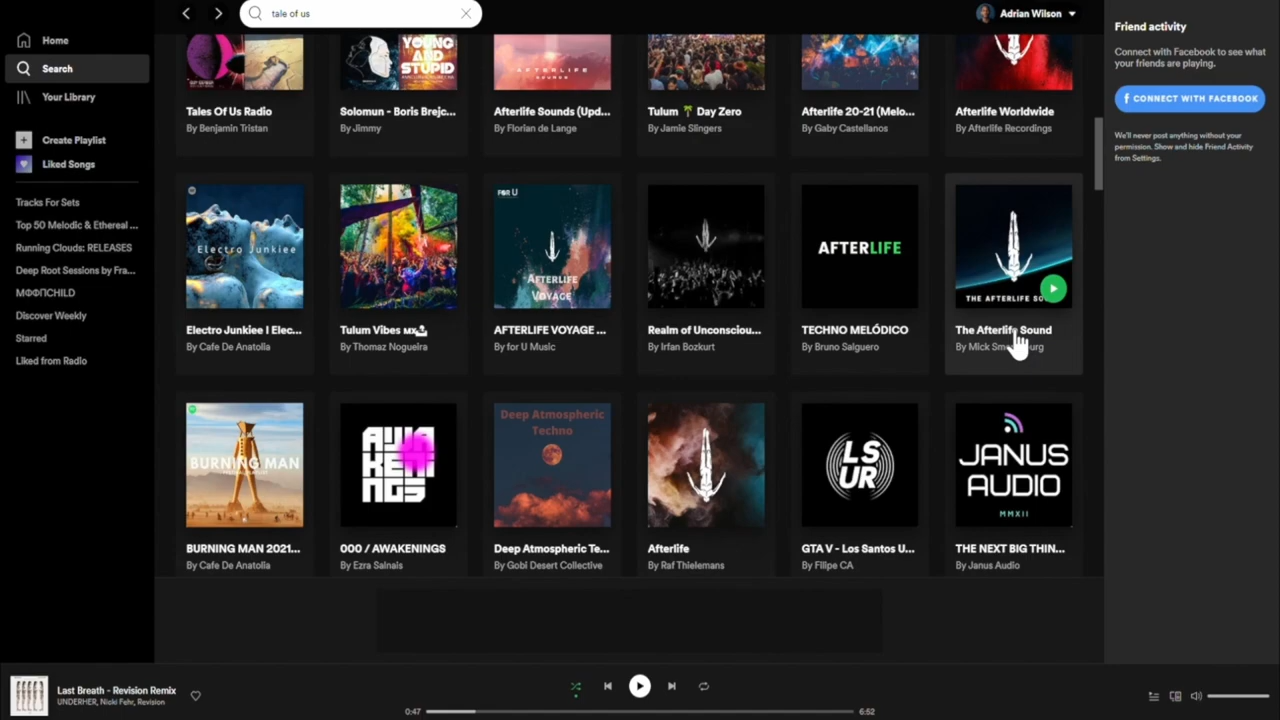 tale of us
Adrian Wilson
Home
Search
Your Library
Create Playlist
Liked Songs
Tracks For Sets
Top 50 Melodic & Ethereal ...
Running Clouds: RELEASES
Deep Root Sessions by Fra...
MФФПCHILD
Discover Weekly
Starred
Liked from Radio
YOUNG
AND
STUPID
AFTERLIFE
Tales Of Us Radio
By Benjamin Tristan
Solomun - Boris Brejc...
By Jimmy
Afterlife Sounds (Upd...
By Florian de Lange
Tulum 🌴 Day Zero
By Jamie Slingers
Afterlife 20-21 (Melo...
By Gaby Castellanos
Afterlife Worldwide
By Afterlife Recordings
Electro Junkiee
FOR U
AFTERLIFE
VOYAGE
AFTERLIFE
THE AFTERLIFE SO
Electro Junkiee I Elec...
By Cafe De Anatolia
Tulum Vibes
By Thomaz Nogueira
AFTERLIFE VOYAGE ...
By for U Music
Realm of Unconsciou...
By Irfan Bozkurt
TECHNO MELÓDICO
By Bruno Salguero
The Afterlife Sound
By Mick
BURNING MAN
AWA
KE
NINGS
Deep Atmospheric
Techno
LS
UR
JANUS
AUDIO
MMXII
BURNING MAN 2021...
By Cafe De Anatolia
000 / AWAKENINGS
By Ezra Salnais
Deep Atmospheric Te...
By Gobi Desert Collective
Afterlife
By Raf Thielemans
GTA V - Los Santos U...
By Filipe CA
THE NEXT BIG THIN...
By Janus Audio
Friend activity
Connect with Facebook to see what
your friends are playing.
CONNECT WITH FACEBOOK
We'll never post anything without your
permission. Show and hide Friend Activity
from Settings.
Last Breath - Revision Remix
UNDERHER, Nicki Fehr, Revision
0:47
6:52